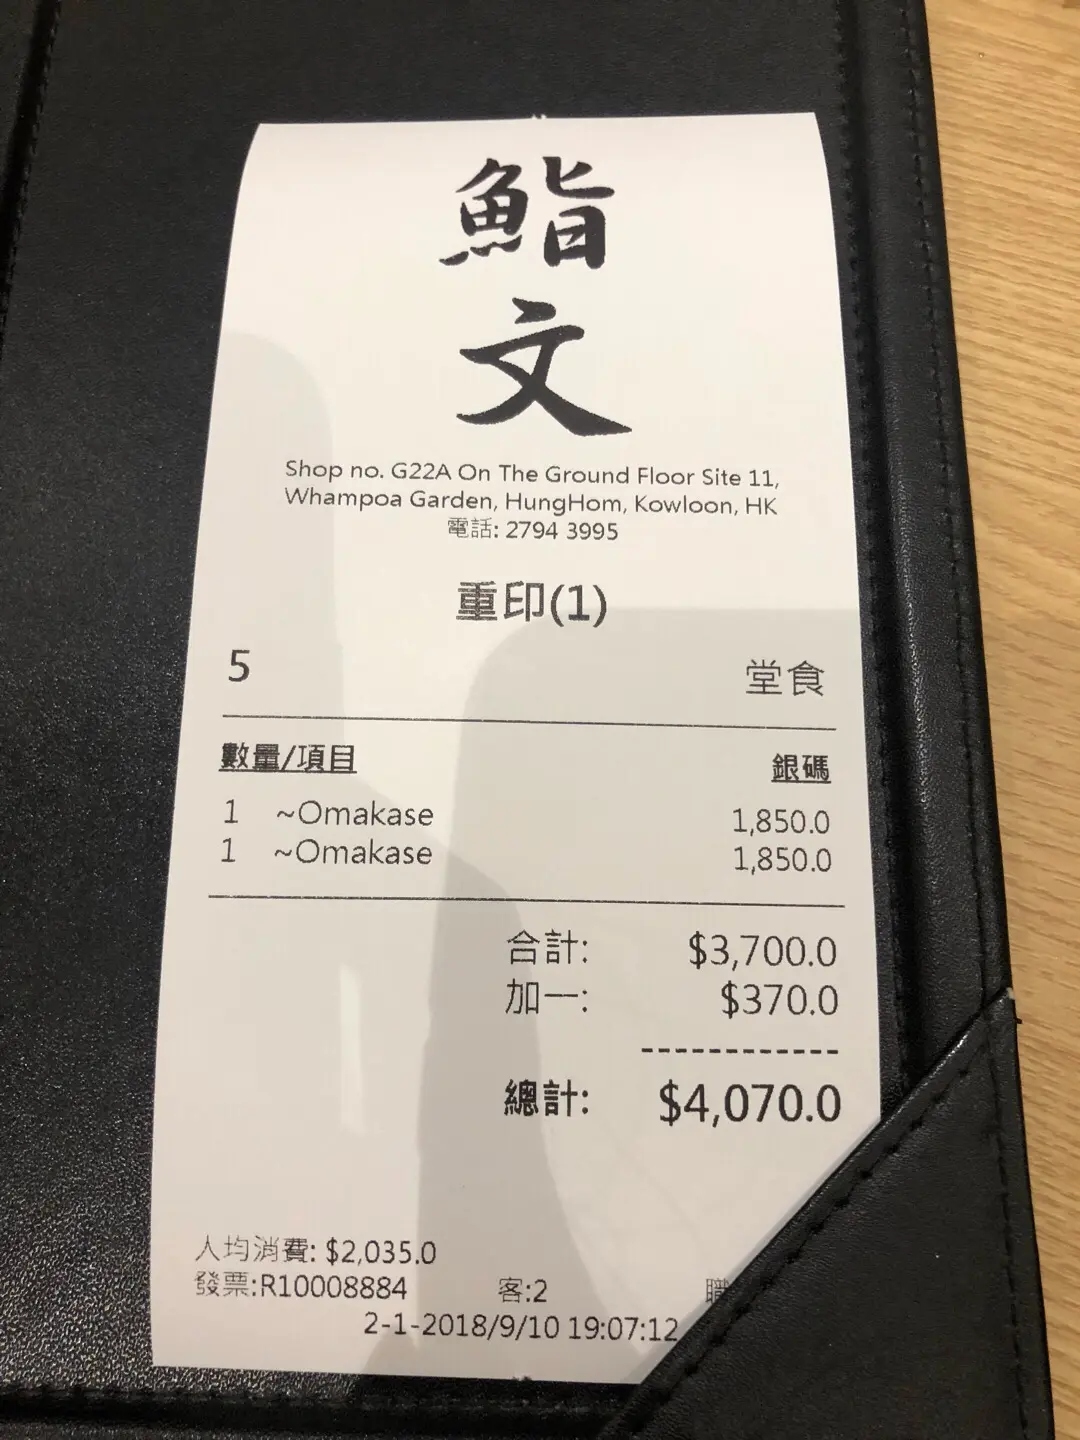 鮨
文
Shop no. G22A On The Ground Floor Site 11,
Whampoa Garden, HungHom, Kowloon, HK
電話: 2794 3995
重印(1)
5 堂食
數量/項目 銀碼
1 ~Omakase 1,850.0
1 ~Omakase 1,850.0
合計: $3,700.0
加一: $370.0
------------
總計: $4,070.0
人均消費: $2,035.0
發票:R10008884 客:2 職
2-1-2018/9/10 19:07:12